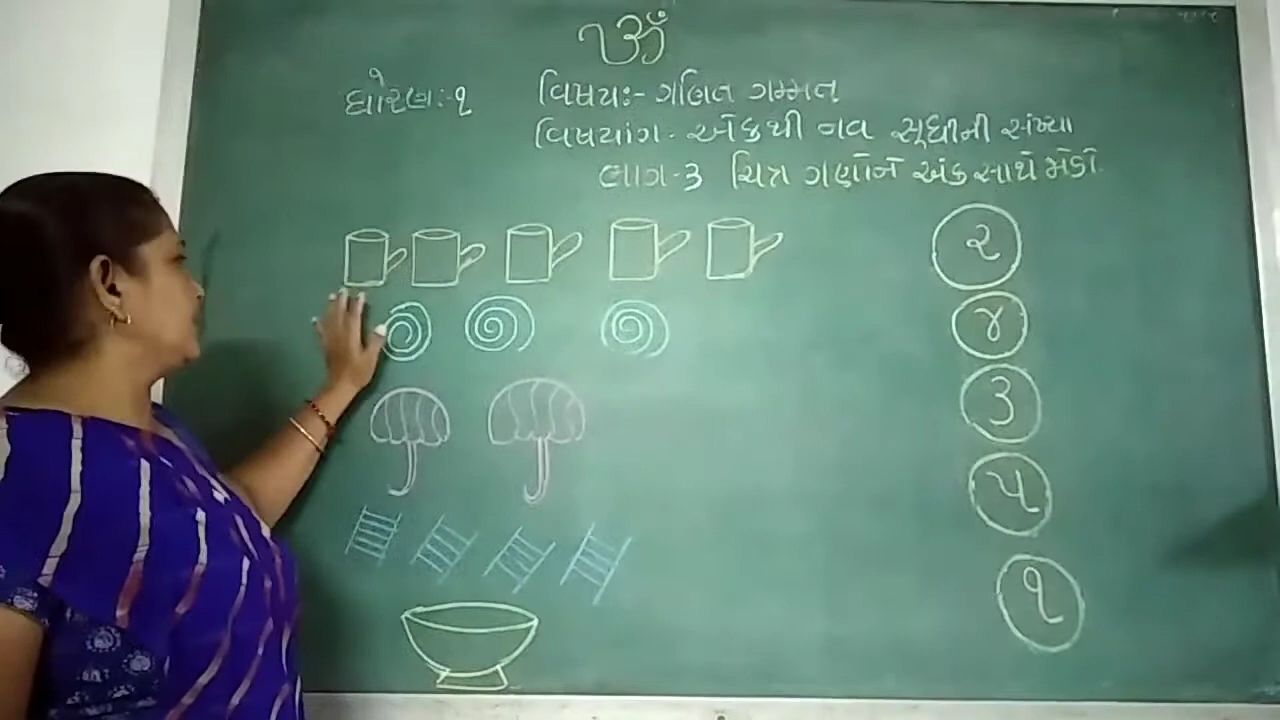 ૐ
ધોરણ:-૧
વિષય:- ગણિત ગમ્મત
વિષયાંગ - એકથી નવ સુધીની સંખ્યા
ભાગ-૩ ચિત્ર ગણોને અંક સાથે જોડો
૨
૪
૩
૫
૧